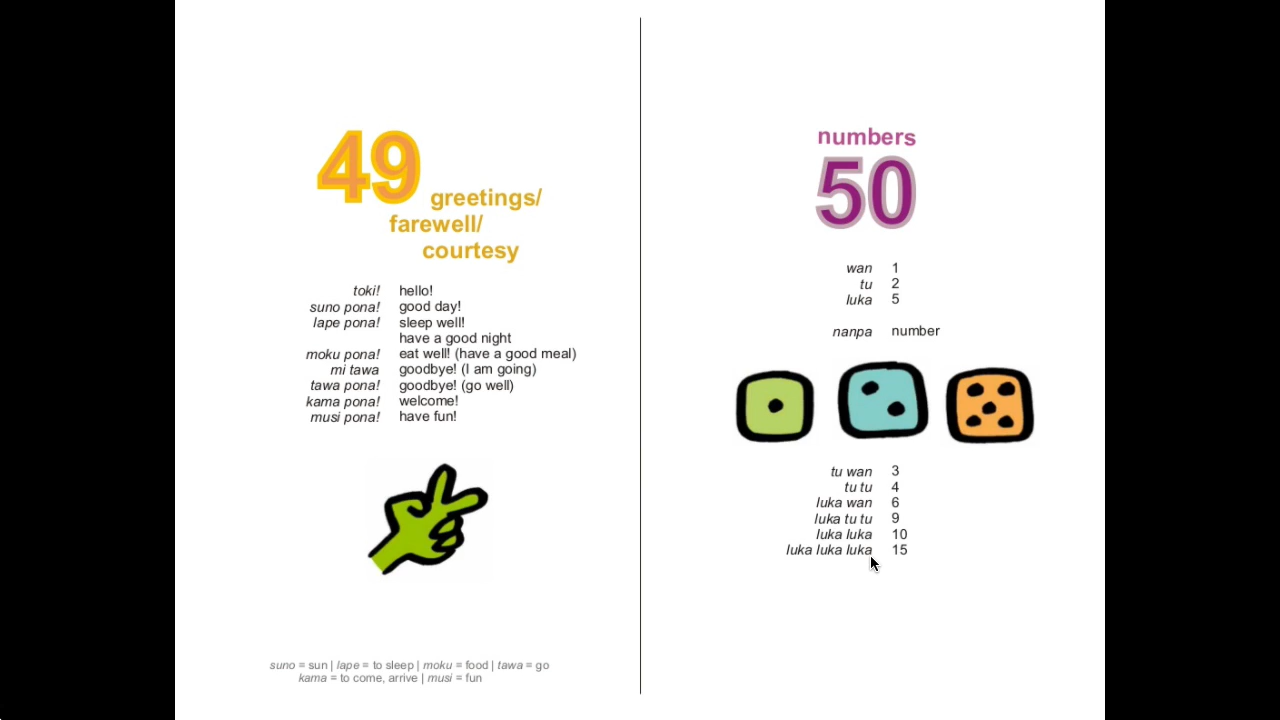 49 greetings/
farewell/
courtesy
toki! hello!
suno pona! good day!
lape pona! sleep well!
have a good night
moku pona! eat well! (have a good meal)
mi tawa goodbye! (I am going)
tawa pona! goodbye! (go well)
kama pona! welcome!
musi pona! have fun!
suno = sun | lape = to sleep | moku = food | tawa = go
kama = to come, arrive | musi = fun
numbers
50
wan 1
tu 2
luka 5
nanpa number
tu wan 3
tu tu 4
luka wan 6
luka tu tu 9
luka luka 10
luka luka luka 15